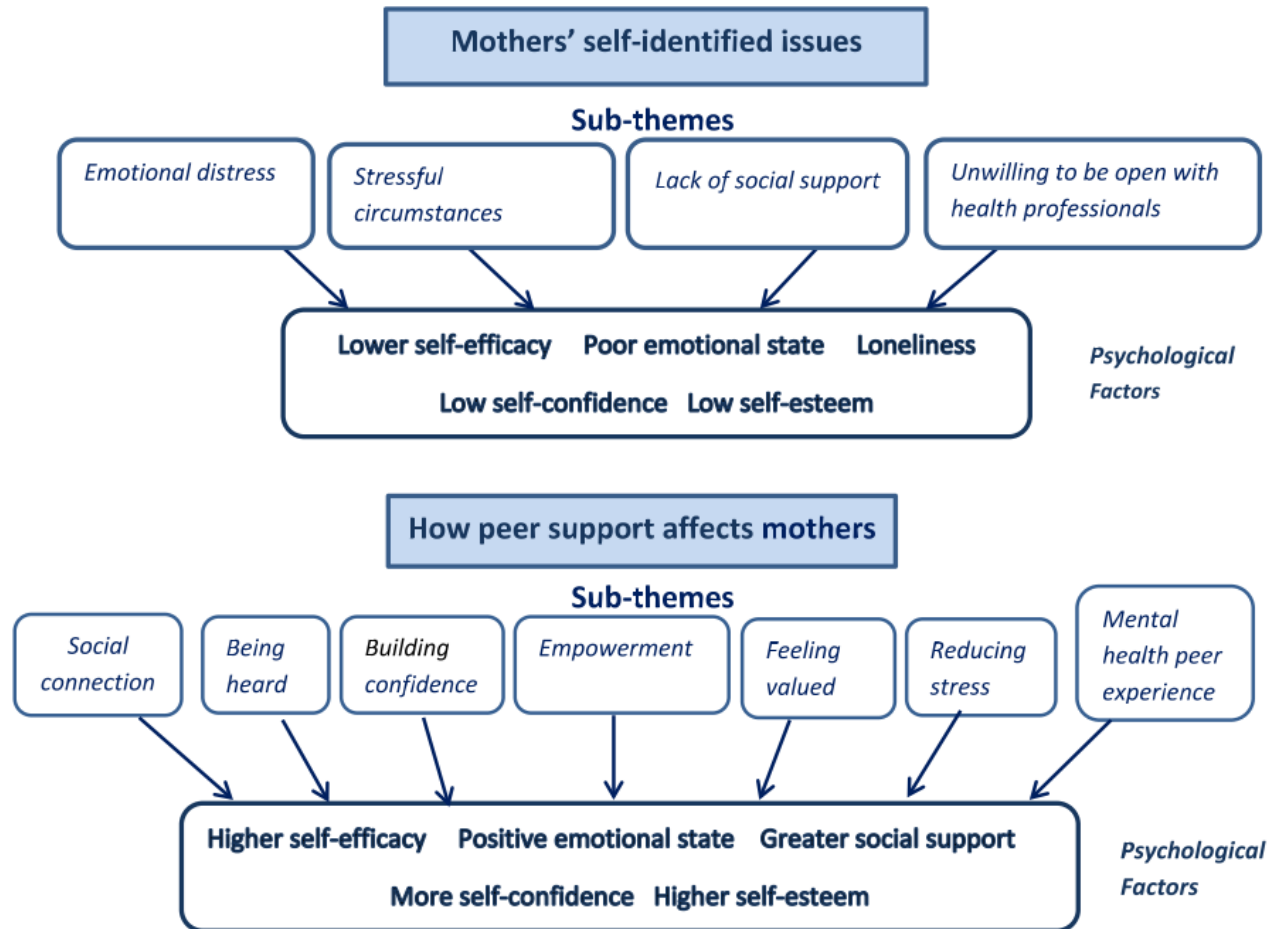 Mothers’ self-identified issues
Sub-themes
Emotional distress
Stressful
circumstances
Lack of social support
Unwilling to be open with
health professionals
Lower self-efficacy Poor emotional state Loneliness
Low self-confidence Low self-esteem
Psychological
Factors
How peer support affects mothers
Sub-themes
Social
connection
Being
heard
Building
confidence
Empowerment
Feeling
valued
Reducing
stress
Mental
health peer
experience
Higher self-efficacy Positive emotional state Greater social support
More self-confidence Higher self-esteem
Psychological
Factors